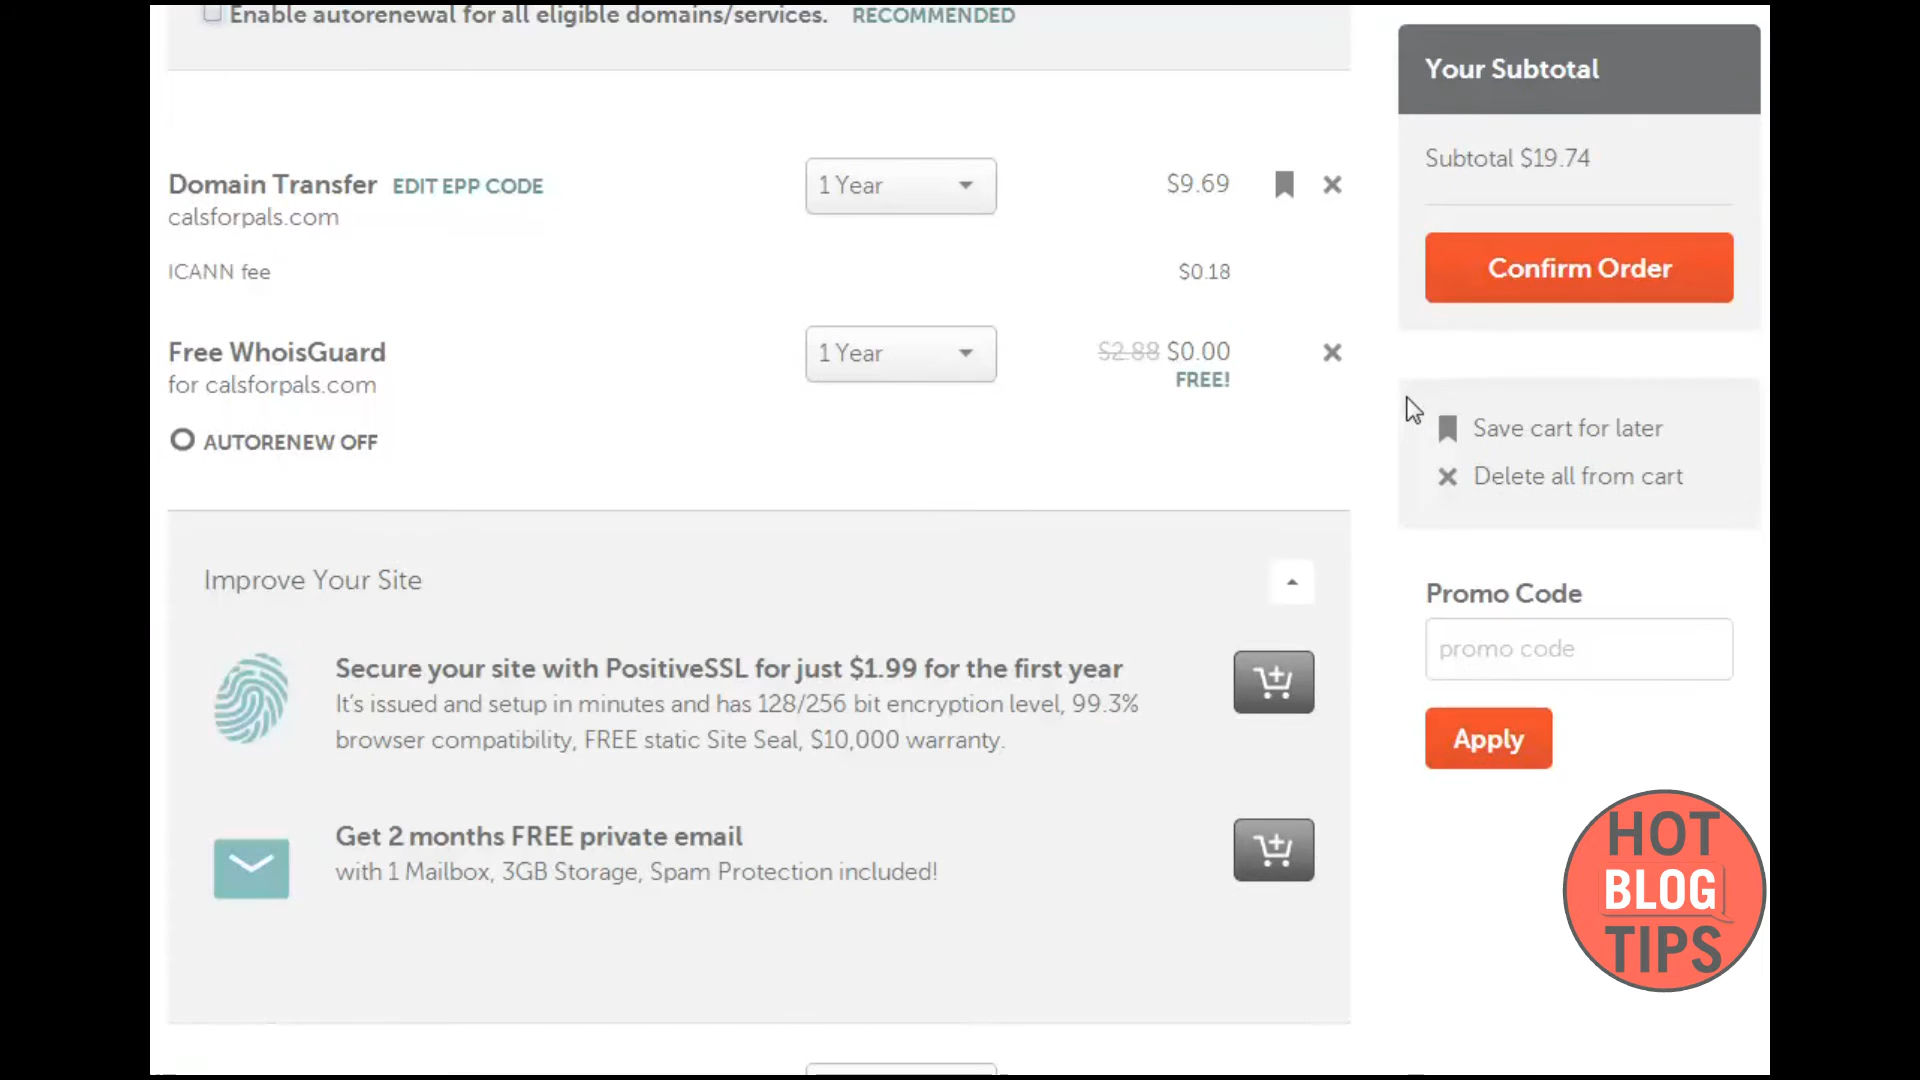 Enable autorenewal for all eligible domains/services. RECOMMENDED
Your Subtotal
Subtotal $19.74
Confirm Order
Domain Transfer EDIT EPP CODE
calsforpals.com
1 Year
$9.69
ICANN fee
$0.18
Free WhoisGuard
for calsforpals.com
1 Year
$2.88 $0.00
FREE!
AUTORENEW OFF
Save cart for later
Delete all from cart
Improve Your Site
Secure your site with PositiveSSL for just $1.99 for the first year
It's issued and setup in minutes and has 128/256 bit encryption level, 99.3%
browser compatibility, FREE static Site Seal, $10,000 warranty.
Get 2 months FREE private email
with 1 Mailbox, 3GB Storage, Spam Protection included!
Promo Code
promo code
Apply
HOT
BLOG
TIPS